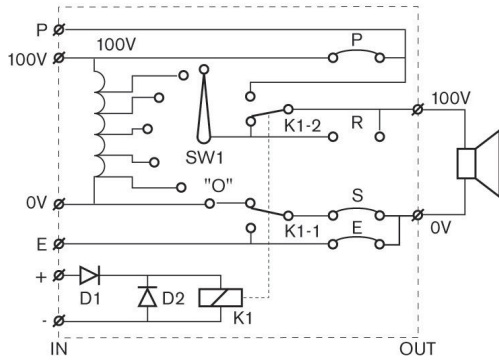 P
100V
100V
P
100V
K1-2
R
SW1
"O"
0V
S
0V
K1-1
E
E
+
D1
D2
K1
-
IN
OUT